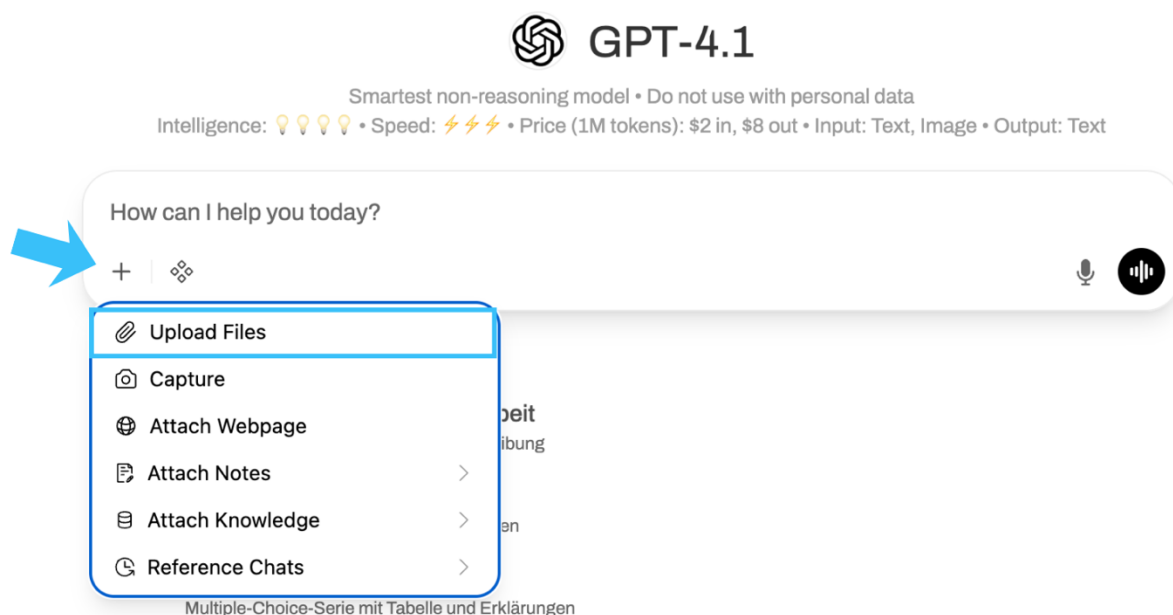 GPT-4.1
Smartest non-reasoning model • Do not use with personal data
Intelligence: 💡💡💡💡 • Speed: ⚡⚡⚡ • Price (1M tokens): $2 in, $8 out • Input: Text, Image • Output: Text
How can I help you today?
Upload Files
Capture
Attach Webpage
Attach Notes
Attach Knowledge
Reference Chats
Multiple-Choice-Serie mit Tabelle und Erklärungen